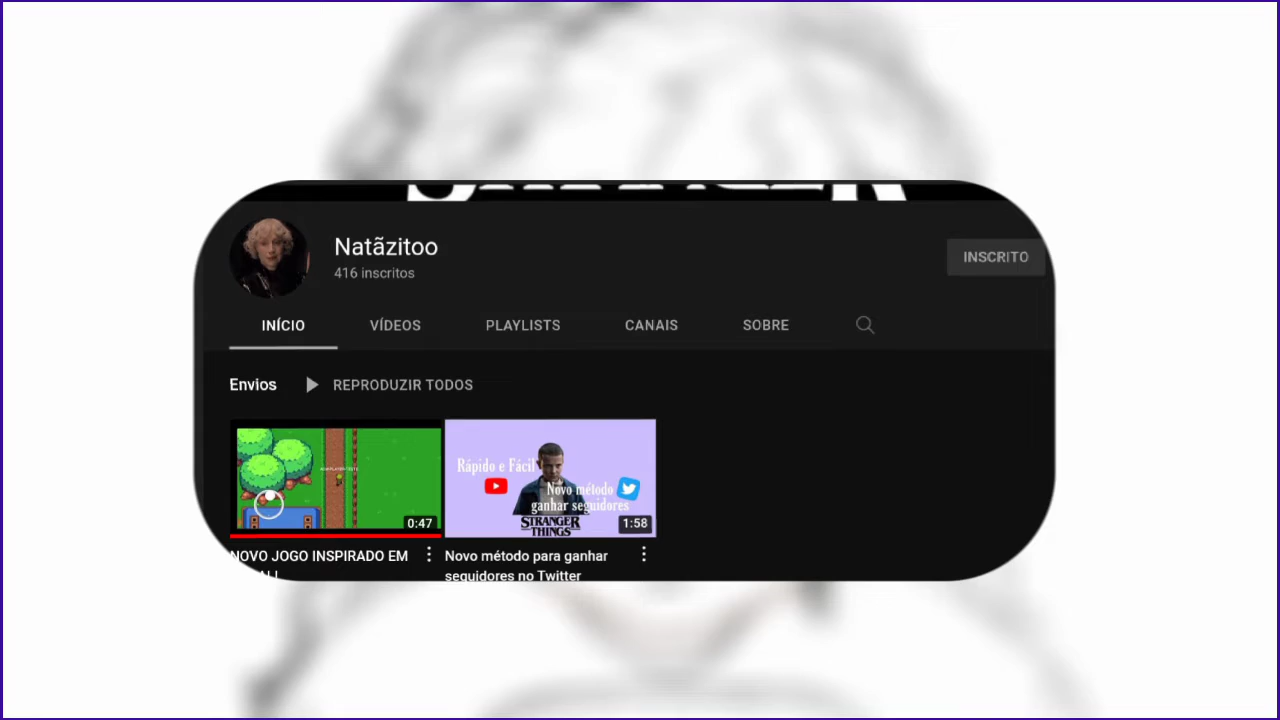 Natãzitoo
416 inscritos
INSCRITO
INÍCIO VÍDEOS PLAYLISTS CANAIS SOBRE
Envios REPRODUZIR TODOS
Rápido e Fácil
Novo método
ganhar seguidores
STRANGER
THINGS
0:47
1:58
NOVO JOGO INSPIRADO EM
Novo método para ganhar
seguidores no Twitter